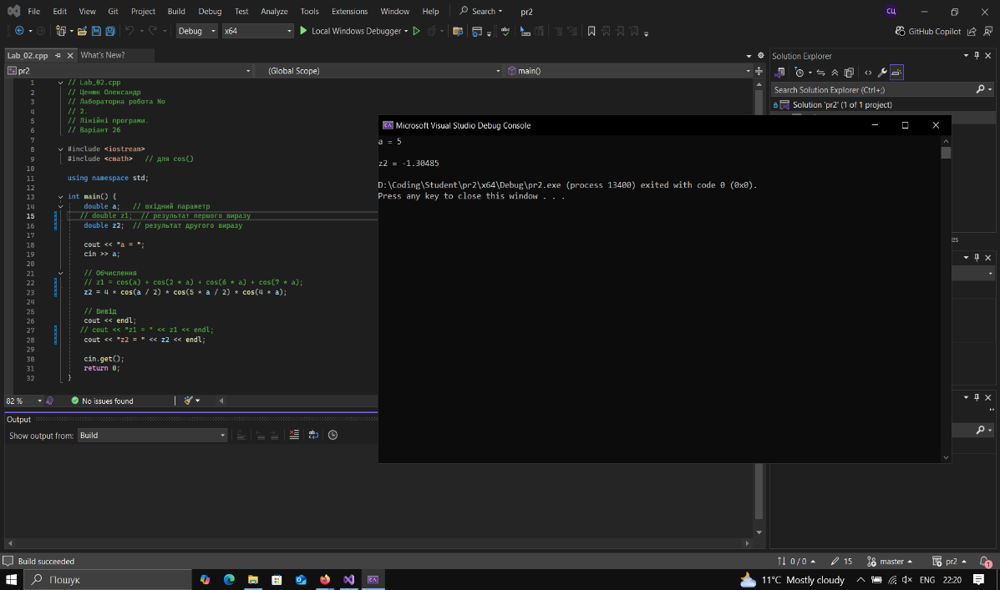 File Edit View Git Project Build Debug Test Analyze Tools Extensions Window Help Search pr2 СЦ
Debug x64 Local Windows Debugger GitHub Copilot
Lab_02.cpp What's New?
pr2 (Global Scope) main()
1 // Lab_02.cpp
2 // Ценюк Олександр
3 // Лабораторна робота No
4 // 2.
5 // Лінійні програми.
6 // Варіант 26
7
8 #include <iostream>
9 #include <cmath> // для cos()
10
11 using namespace std;
12
13 int main() {
14 double a; // вхідний параметр
15 // double z1; // результат першого виразу
16 double z2; // результат другого виразу
17
18 cout << "a = ";
19 cin >> a;
20
21 // Обчислення
22 // z1 = cos(a) + cos(2 * a) + cos(6 * a) + cos(7 * a);
23 z2 = 4 * cos(a / 2) * cos(5 * a / 2) * cos(4 * a);
24
25 // Вивід
26 cout << endl;
27 // cout << "z1 = " << z1 << endl;
28 cout << "z2 = " << z2 << endl;
29
30 cin.get();
31 return 0;
32 }
82 % No issues found
Output
Show output from: Build
Microsoft Visual Studio Debug Console
a = 5
z2 = -1.30485
D:\Coding\Student\pr2\x64\Debug\pr2.exe (process 13400) exited with code 0 (0x0).
Press any key to close this window . . .
Solution Explorer
Search Solution Explorer (Ctrl+;)
Solution 'pr2' (1 of 1 project)
es
Build succeeded 0 / 0 15 master pr2 1
Пошук 11°C Mostly cloudy ENG 22:20